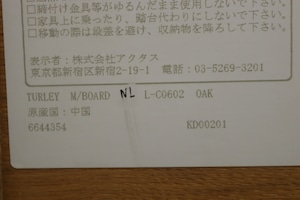 □締付け金具等がゆるんだまま使用しないで下さい。
□家具上に乗ったり、踏台代わりにしないで下さい。
□移動の際は段差を避け、収納物を降ろして下さい。
表示者：株式会社アクタス
東京都新宿区新宿2-19-1 電話：03-5269-3201
TURLEY M/BOARD NL L-C0602 OAK
原産国：中国
6644354 KD00201